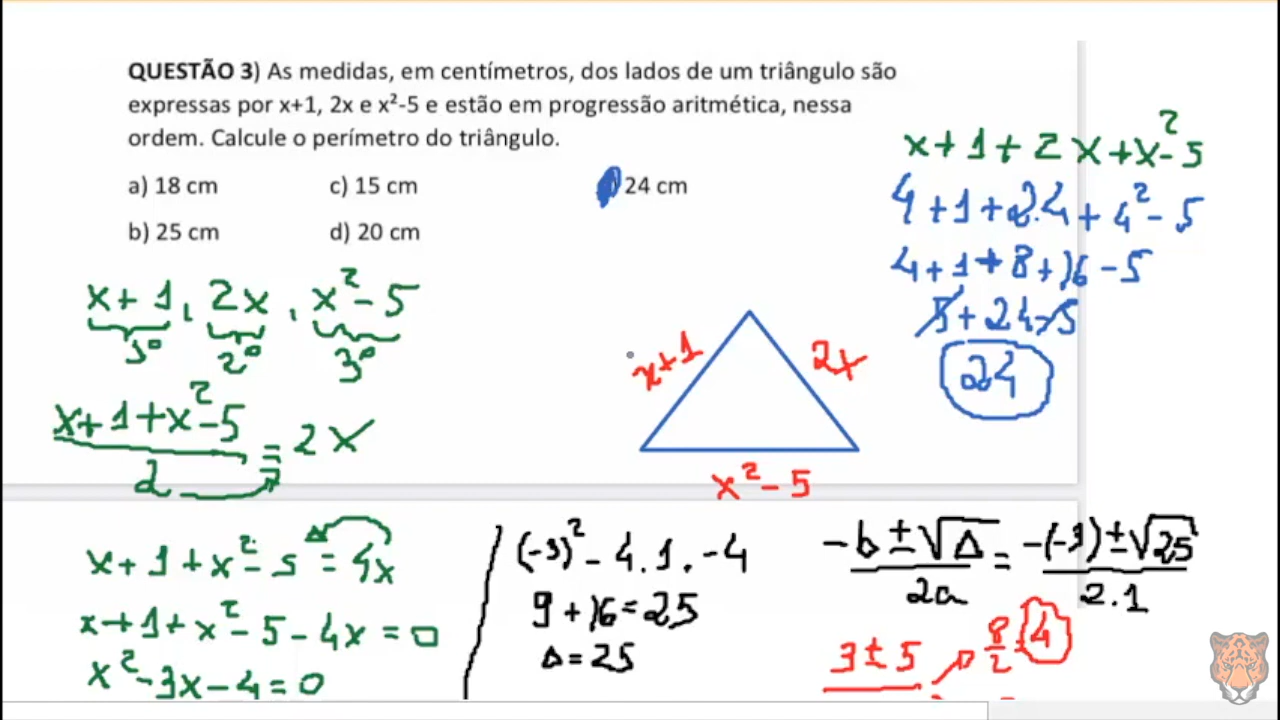 QUESTÃO 3) As medidas, em centímetros, dos lados de um triângulo são
expressas por x+1, 2x e x²-5 e estão em progressão aritmética, nessa
ordem. Calcule o perímetro do triângulo.
a) 18 cm c) 15 cm 24 cm
b) 25 cm d) 20 cm
x+1+2x+x²-5
4+1+2.4+4²-5
4+1+8+16-5
5+24-5
24
x+1, 2x, x²-5
1º 2º 3º
x+1+x²-5 = 2x
2
x+1
2x
x²-5
x+1+x²-5=4x
x+1+x²-5-4x=0
x²-3x-4=0
(-3)²-4.1.-4
9+16=25
Δ=25
-b±√Δ = -(-3)±√25
2a 2.1
3±5
8 = 4
2